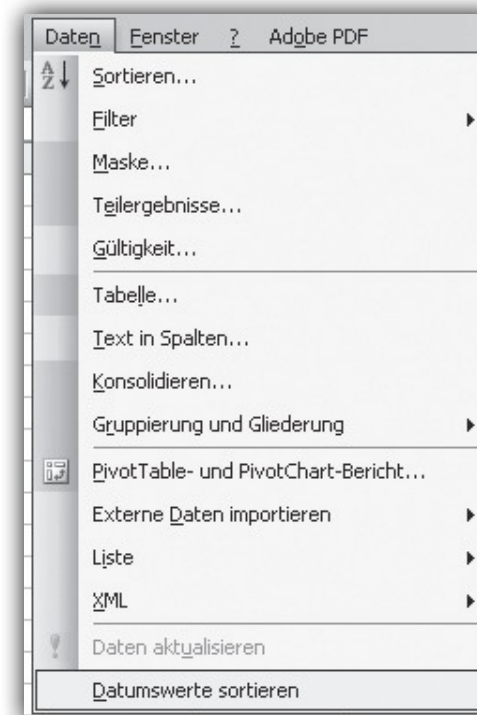 Daten Fenster ? Adobe PDF
Sortieren...
Filter
Maske...
Teilergebnisse...
Gültigkeit...
Tabelle...
Text in Spalten...
Konsolidieren...
Gruppierung und Gliederung
PivotTable- und PivotChart-Bericht...
Externe Daten importieren
Liste
XML
Daten aktualisieren
Datumswerte sortieren